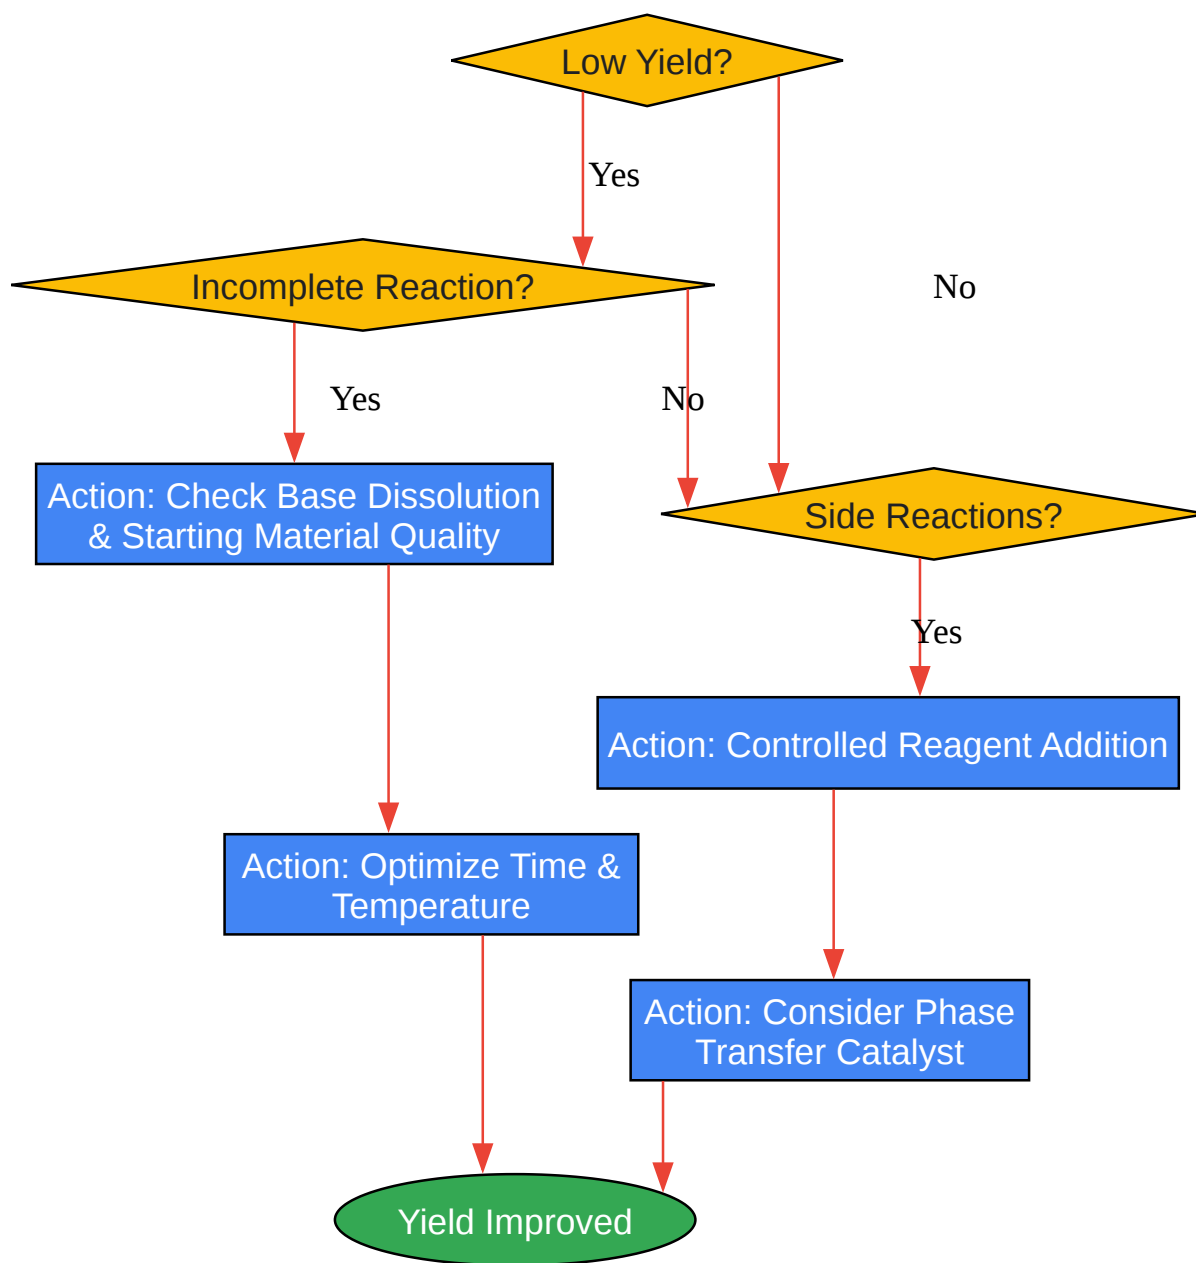 Low Yield?
Yes
Incomplete Reaction?
No
Yes
No
Action: Check Base Dissolution
& Starting Material Quality
Side Reactions?
Yes
Action: Controlled Reagent Addition
Action: Optimize Time &
Temperature
Action: Consider Phase
Transfer Catalyst
Yield Improved